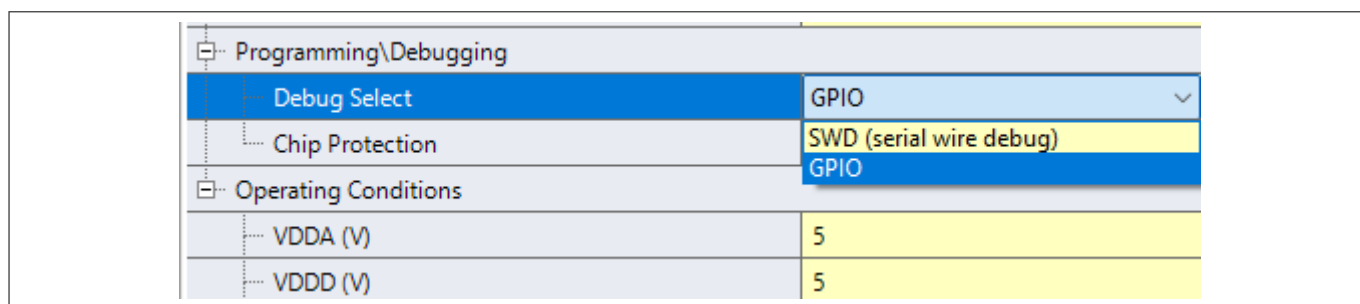 Programming\Debugging
Debug Select GPIO
Chip Protection SWD (serial wire debug)
GPIO
Operating Conditions
VDDA (V) 5
VDDD (V) 5